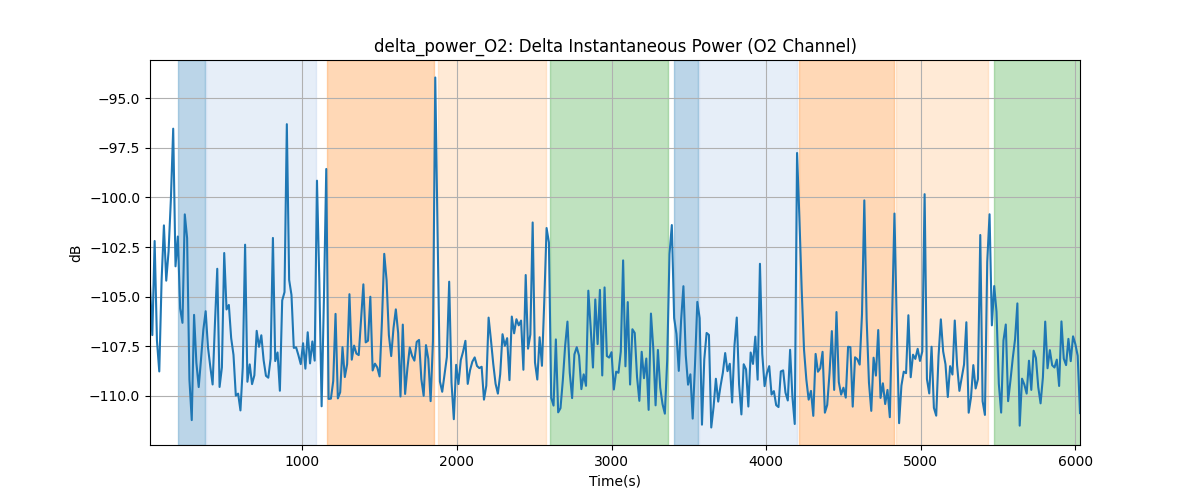 delta_power_O2: Delta Instantaneous Power (O2 Channel)
dB
−95.0
−97.5
−100.0
−102.5
−105.0
−107.5
−110.0
1000 2000 3000 4000 5000 6000
Time(s)